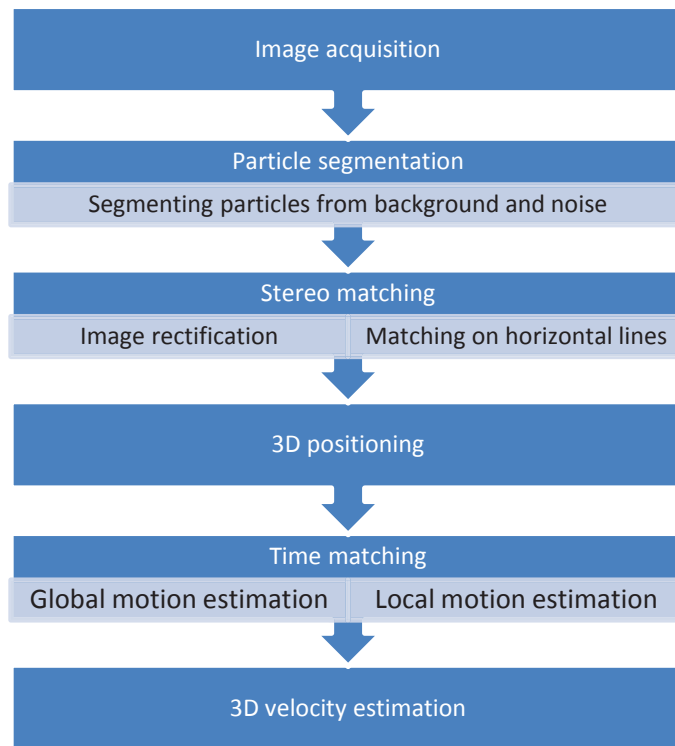 Image acquisition
Particle segmentation
Segmenting particles from background and noise
Stereo matching
Image rectification
Matching on horizontal lines
3D positioning
Time matching
Global motion estimation
Local motion estimation
3D velocity estimation